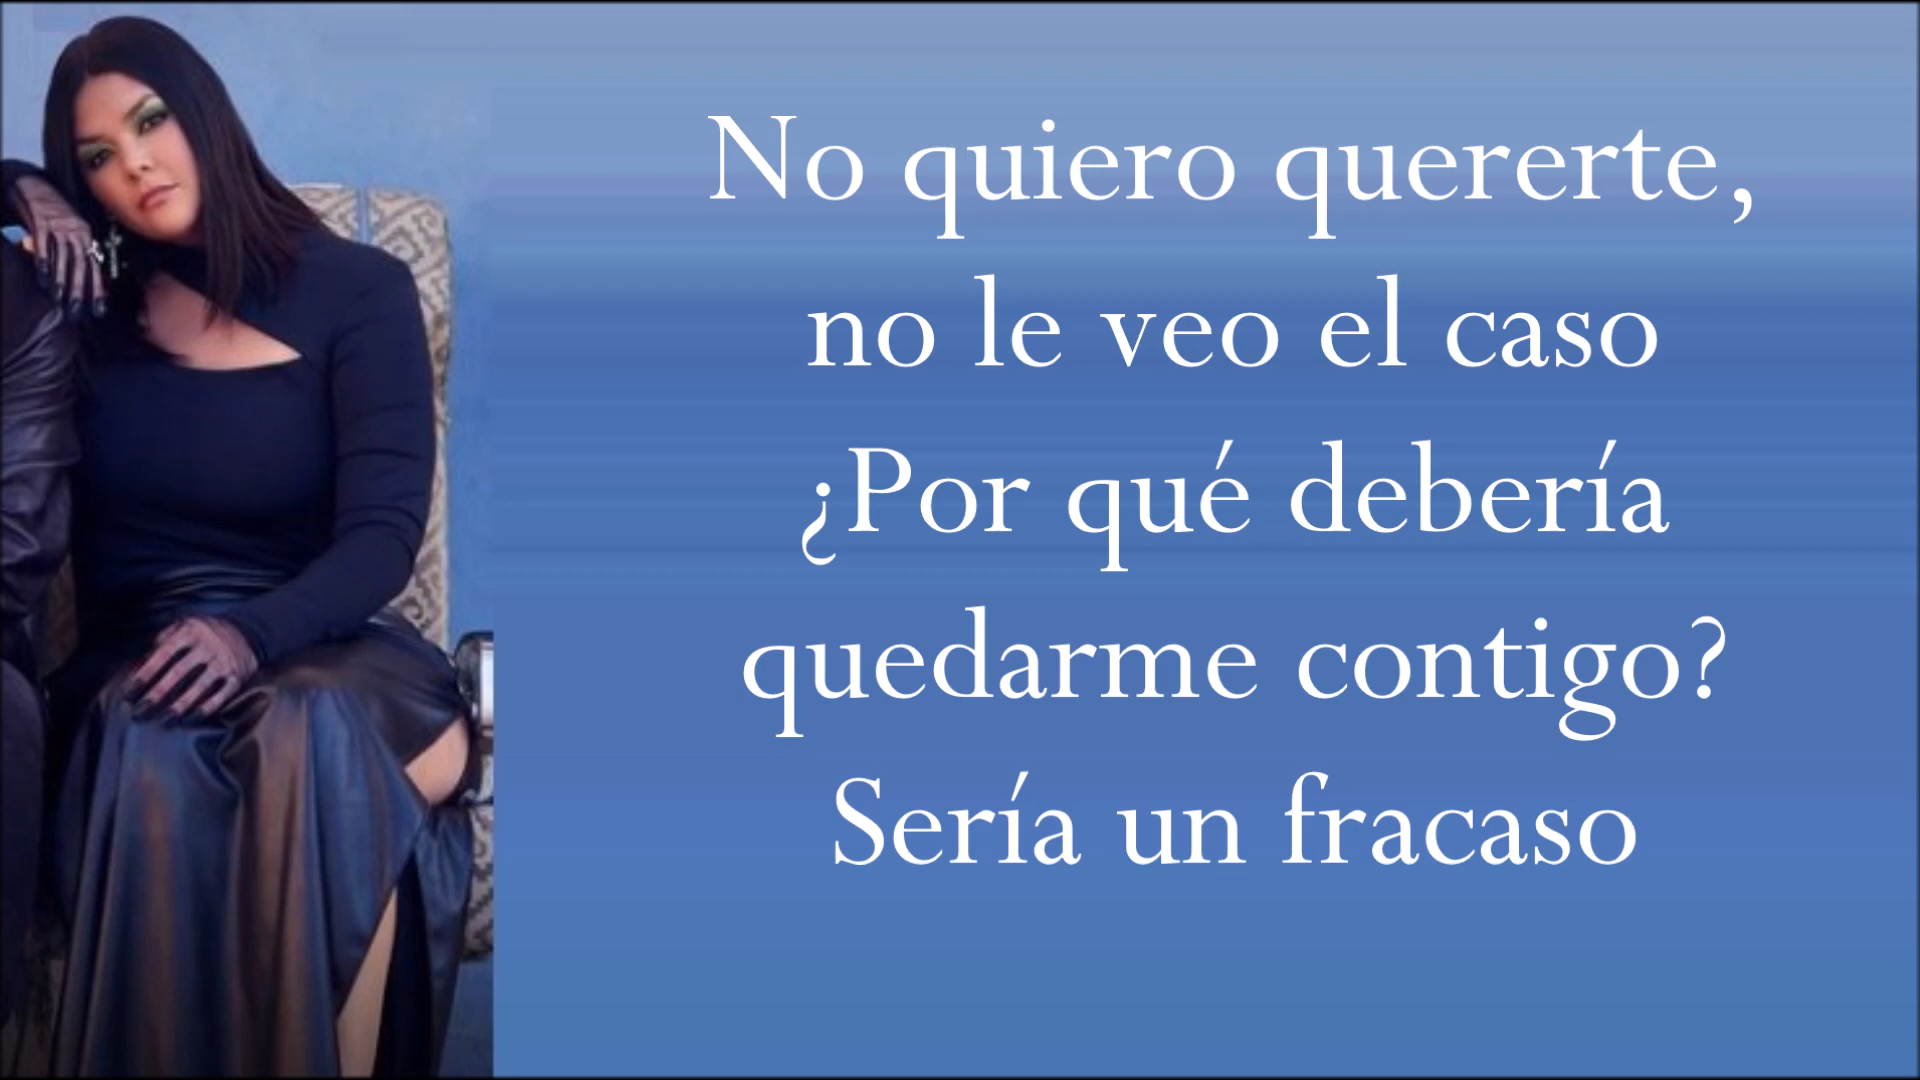 No quiero quererte,
no le veo el caso
¿Por qué debería
quedarme contigo?
Sería un fracaso